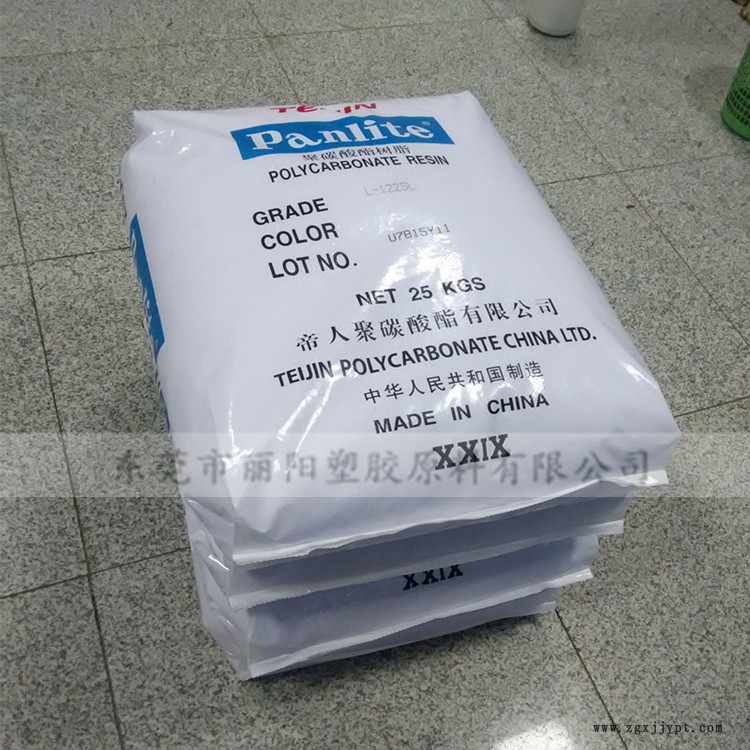 TEIJIN
Panlite®
聚碳酸酯树脂
POLYCARBONATE RESIN
GRADE L-1225L
COLOR
LOT NO. U7B15Y11
NET 25 KGS
帝人聚碳酸酯有限公司
TEIJIN POLYCARBONATE CHINA LTD.
中华人民共和国制造
MADE IN CHINA
XXIX
东莞市丽阳塑胶原料有限公司
XXIX
Panlite
www.zgxjjypt.com